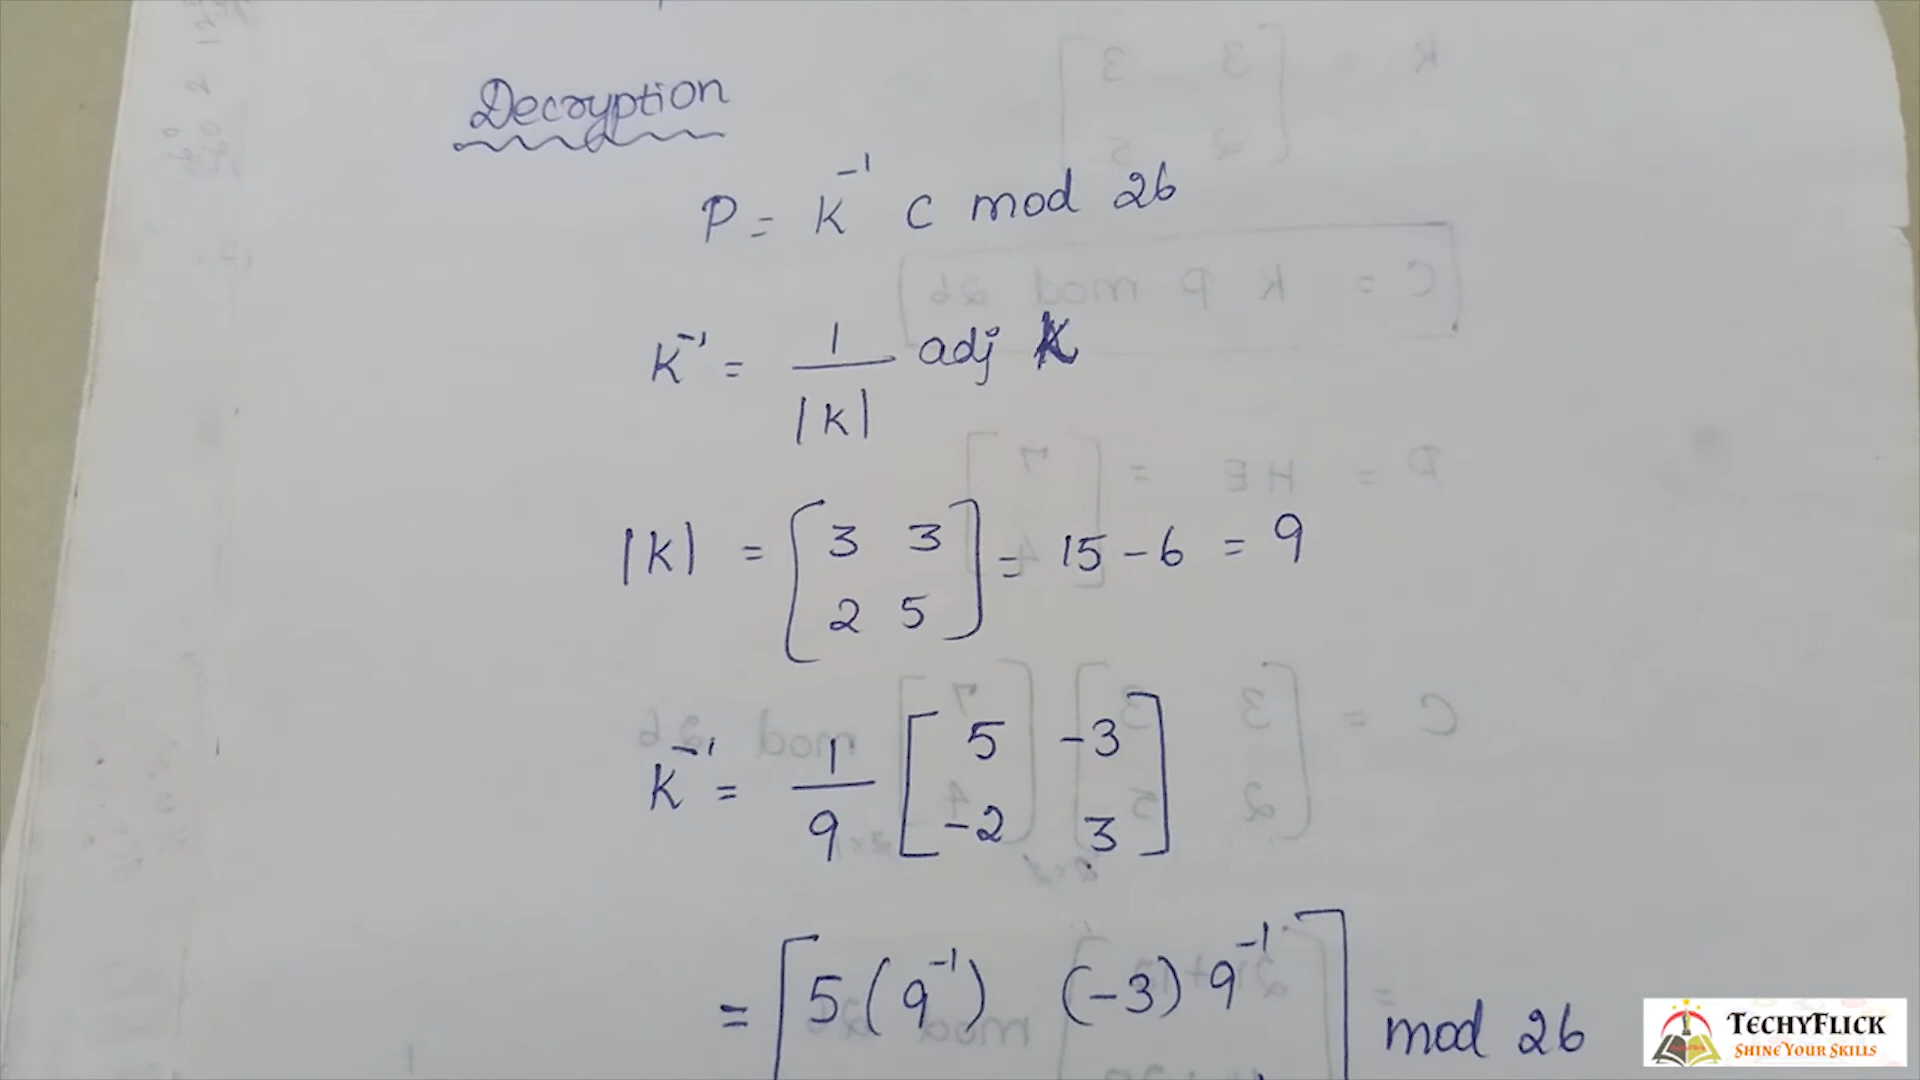 Decryption
P = K⁻¹ C mod 26
K⁻¹ = 1/|K| adj K
|K| = [3 3
2 5] = 15 - 6 = 9
K⁻¹ = 1/9 [5 -3
-2 3]
= [5(9⁻¹) (-3)9⁻¹] mod 26
TECHYFLICK
SHINE YOUR SKILLS